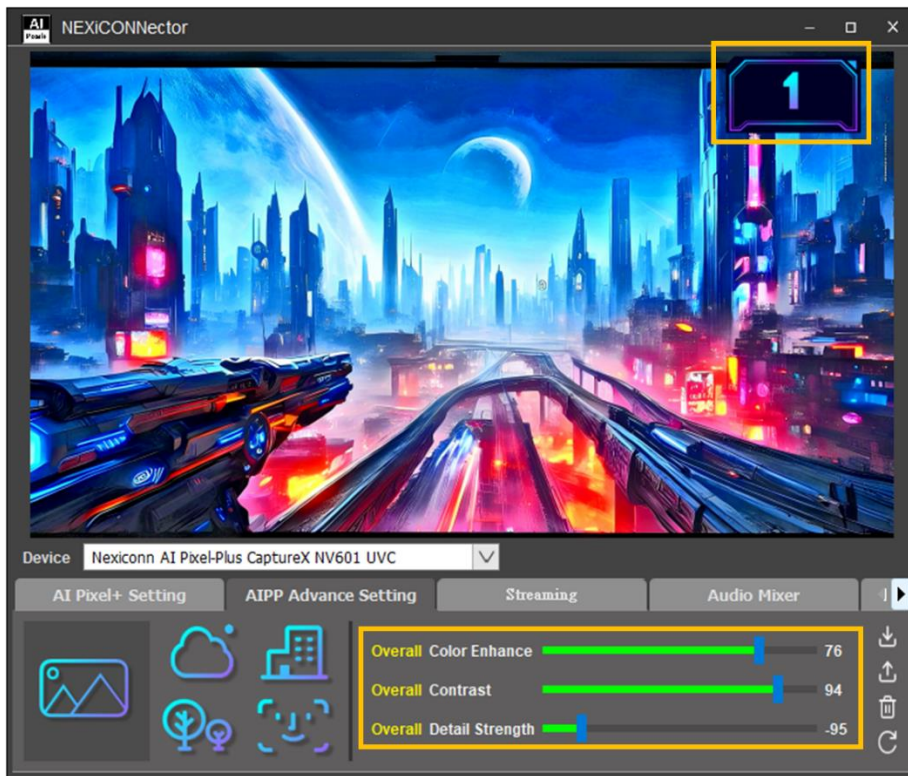 AI
Pixels
NEXiCONNector
1
Device Nexiconn AI Pixel-Plus CaptureX NV601 UVC
AI Pixel+ Setting AIPP Advance Setting Streaming Audio Mixer
Overall Color Enhance 76
Overall Contrast 94
Overall Detail Strength -95